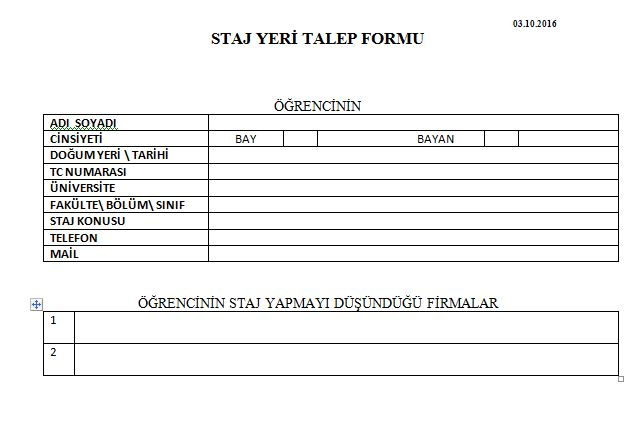 03.10.2016
STAJ YERİ TALEP FORMU
ÖĞRENCİNİN
ADI SOYADI
CİNSİYETİ BAY BAYAN
DOĞUM YERİ \ TARİHİ
TC NUMARASI
ÜNİVERSİTE
FAKÜLTE\ BÖLÜM\ SINIF
STAJ KONUSU
TELEFON
MAİL
ÖĞRENCİNİN STAJ YAPMAYI DÜŞÜNDÜĞÜ FİRMALAR
1
2